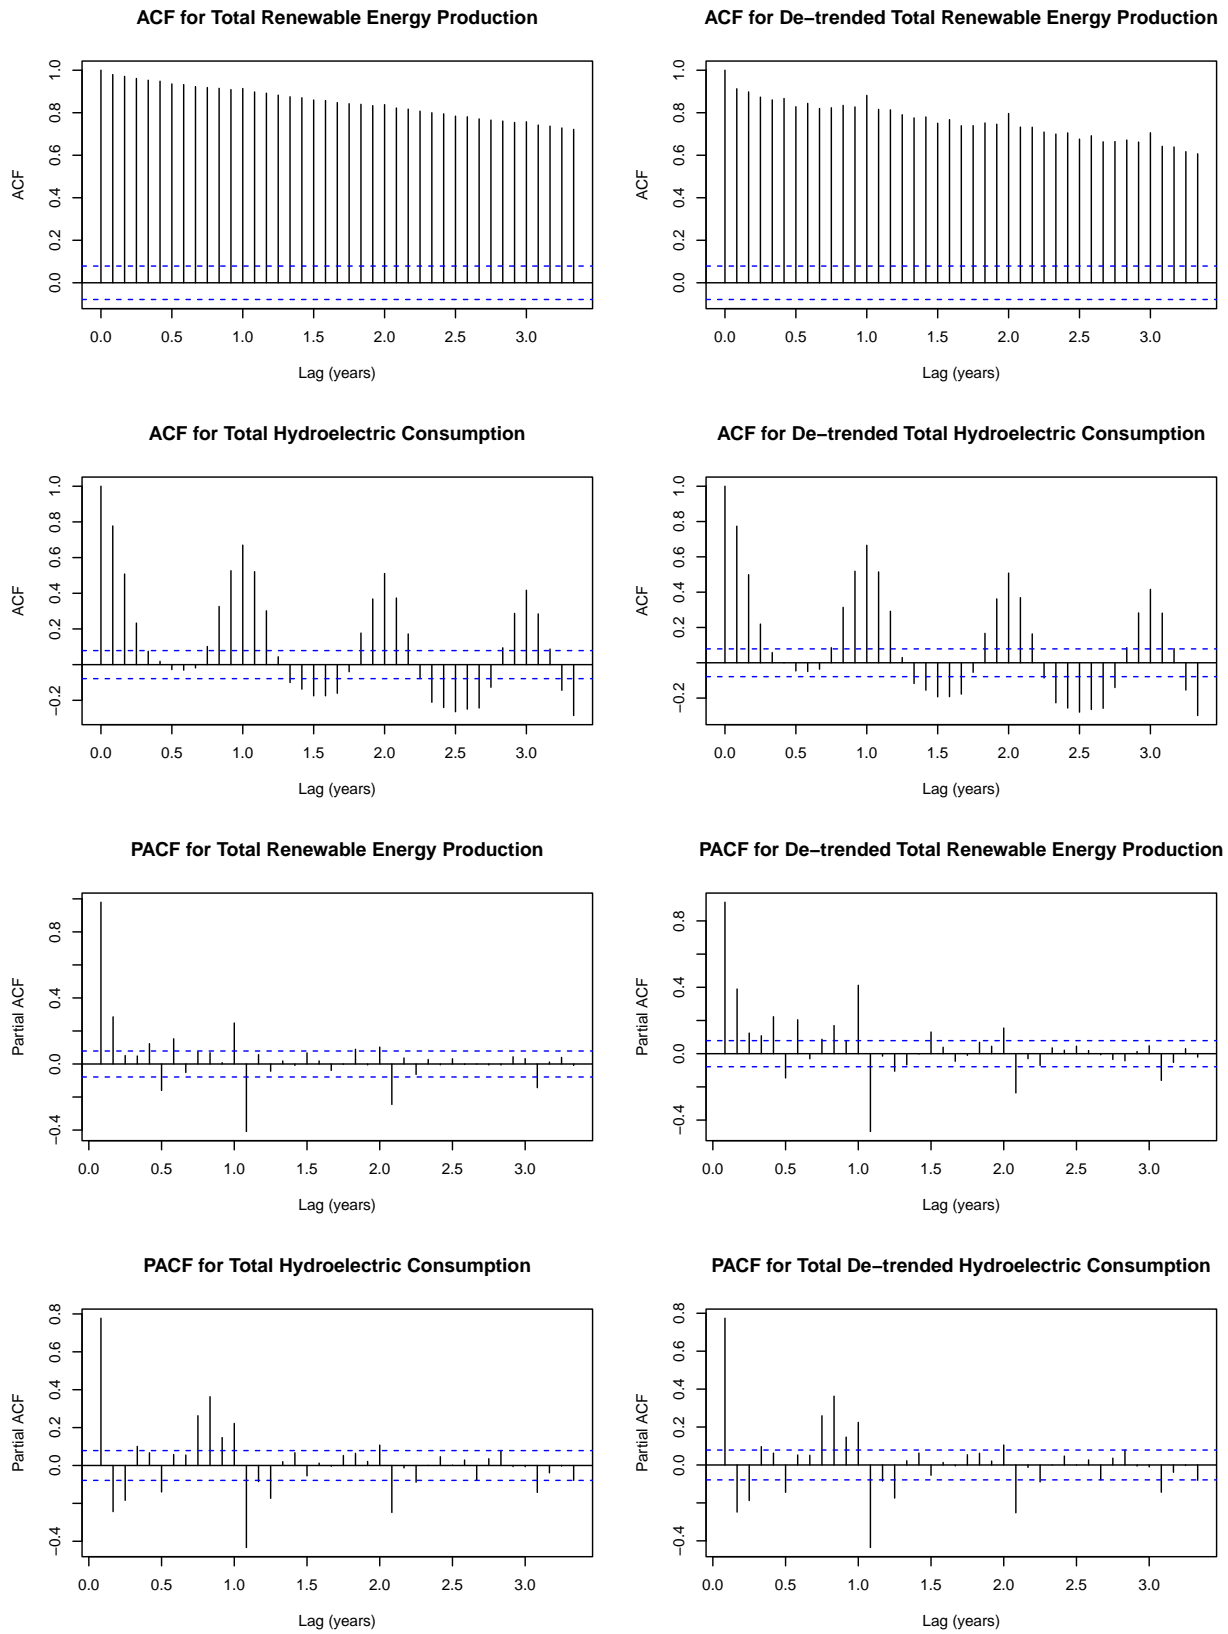 ACF for Total Renewable Energy Production
ACF
1.0
0.8
0.6
0.4
0.2
0.0
0.0 0.5 1.0 1.5 2.0 2.5 3.0
Lag (years)
ACF for De−trended Total Renewable Energy Production
ACF
1.0
0.8
0.6
0.4
0.2
0.0
0.0 0.5 1.0 1.5 2.0 2.5 3.0
Lag (years)
ACF for Total Hydroelectric Consumption
ACF
1.0
0.8
0.6
0.4
0.2
−0.2
0.0 0.5 1.0 1.5 2.0 2.5 3.0
Lag (years)
ACF for De−trended Total Hydroelectric Consumption
ACF
1.0
0.8
0.6
0.4
0.2
−0.2
0.0 0.5 1.0 1.5 2.0 2.5 3.0
Lag (years)
PACF for Total Renewable Energy Production
Partial ACF
0.8
0.4
0.0
−0.4
0.0 0.5 1.0 1.5 2.0 2.5 3.0
Lag (years)
PACF for De−trended Total Renewable Energy Production
Partial ACF
0.8
0.4
0.0
−0.4
0.0 0.5 1.0 1.5 2.0 2.5 3.0
Lag (years)
PACF for Total Hydroelectric Consumption
Partial ACF
0.8
0.6
0.4
0.2
0.0
−0.4
0.0 0.5 1.0 1.5 2.0 2.5 3.0
Lag (years)
PACF for Total De−trended Hydroelectric Consumption
Partial ACF
0.8
0.6
0.4
0.2
0.0
−0.4
0.0 0.5 1.0 1.5 2.0 2.5 3.0
Lag (years)